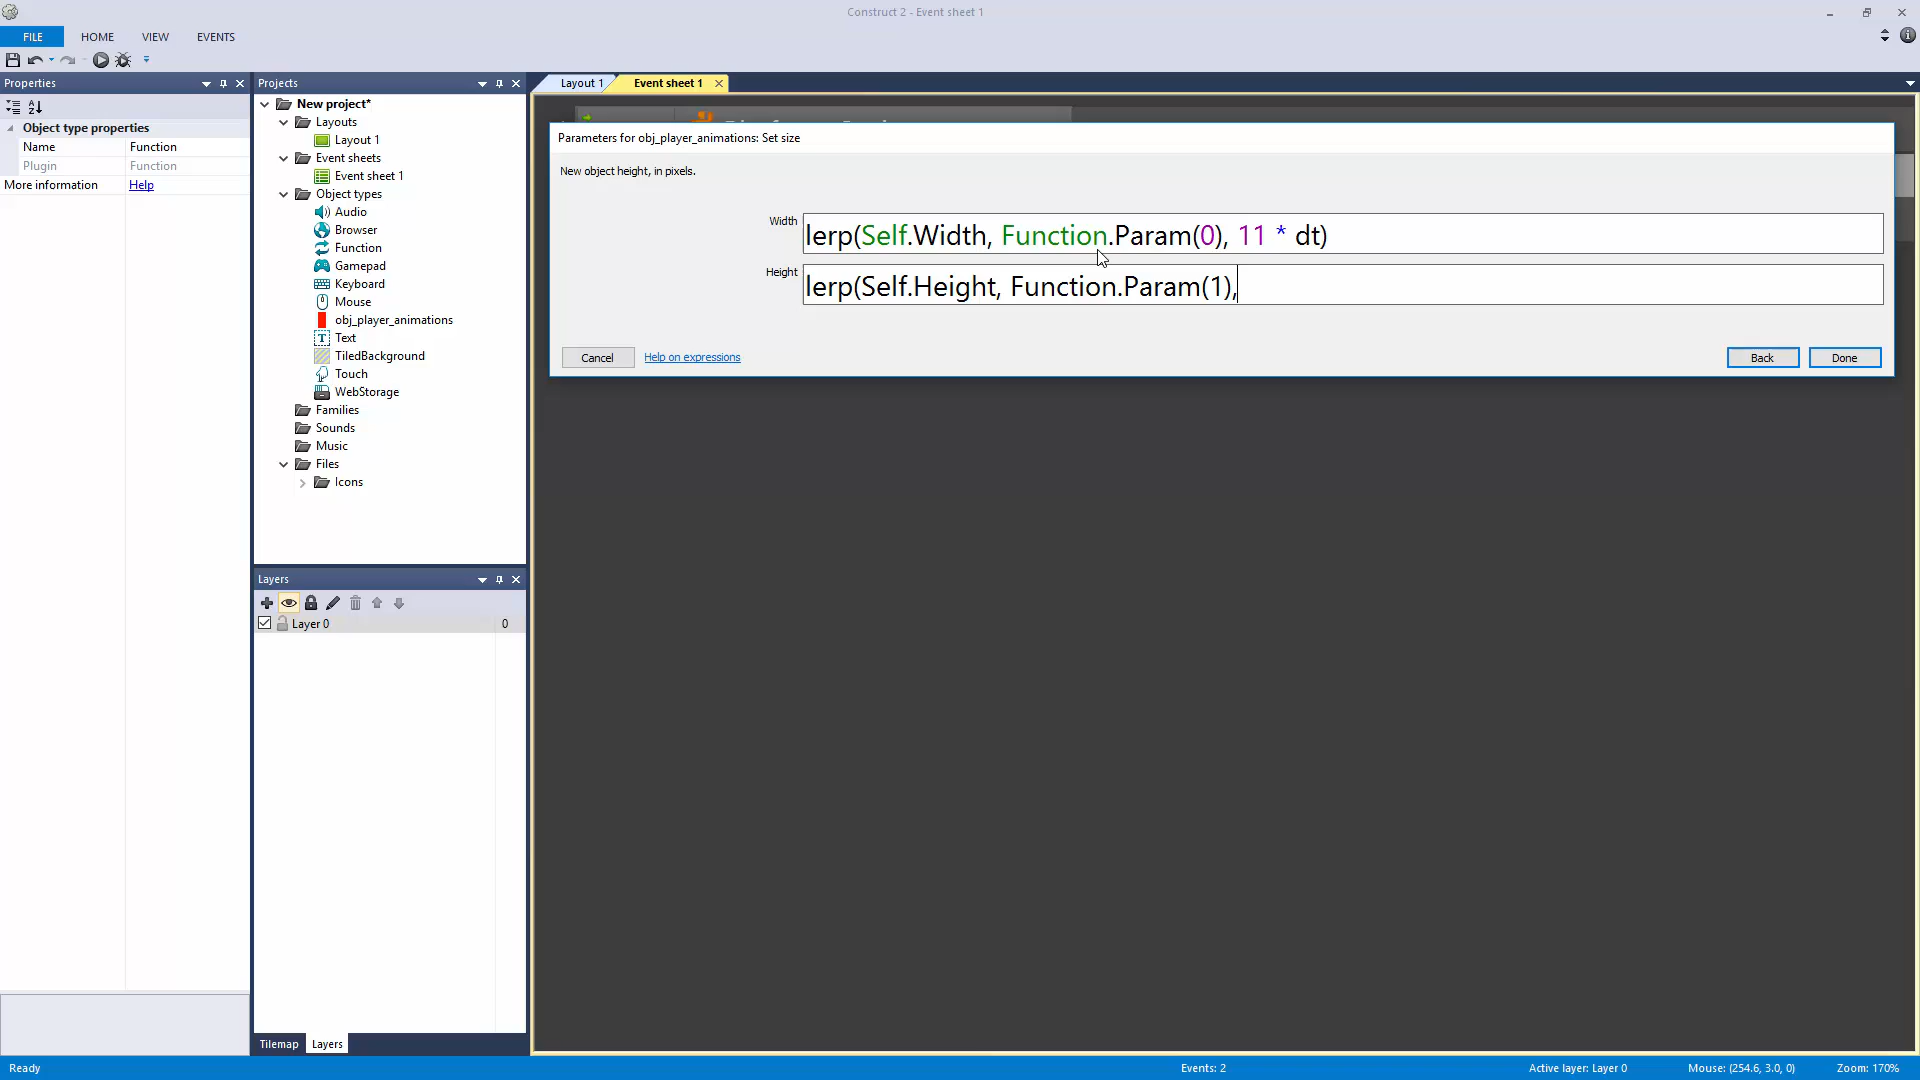 Construct 2 - Event sheet 1
FILE
HOME
VIEW
EVENTS
Properties
Object type properties
Name
Function
Plugin
Function
More information
Help
Projects
New project*
Layouts
Layout 1
Event sheets
Event sheet 1
Object types
Audio
Browser
Function
Gamepad
Keyboard
Mouse
obj_player_animations
Text
TiledBackground
Touch
WebStorage
Families
Sounds
Music
Files
Icons
Layers
Layer 0
0
Tilemap
Layers
Layout 1
Event sheet 1
Parameters for obj_player_animations: Set size
New object height, in pixels.
Width
lerp(Self.Width, Function.Param(0), 11 * dt)
Height
lerp(Self.Height, Function.Param(1),
Cancel
Help on expressions
Back
Done
Ready
Events: 2
Active layer: Layer 0
Mouse: (254.6, 3.0, 0)
Zoom: 170%